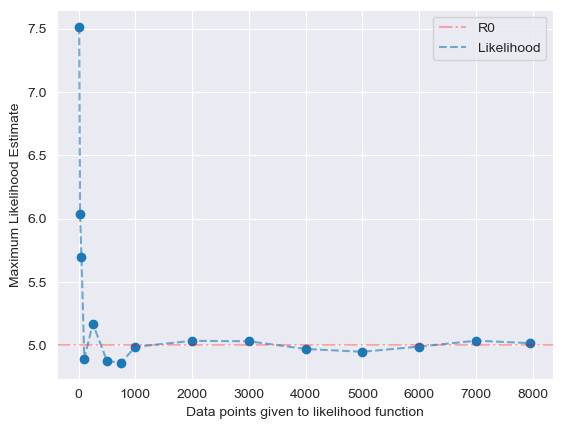 R0
Likelihood
7.5
7.0
6.5
6.0
5.5
5.0
Maximum Likelihood Estimate
0 1000 2000 3000 4000 5000 6000 7000 8000
Data points given to likelihood function